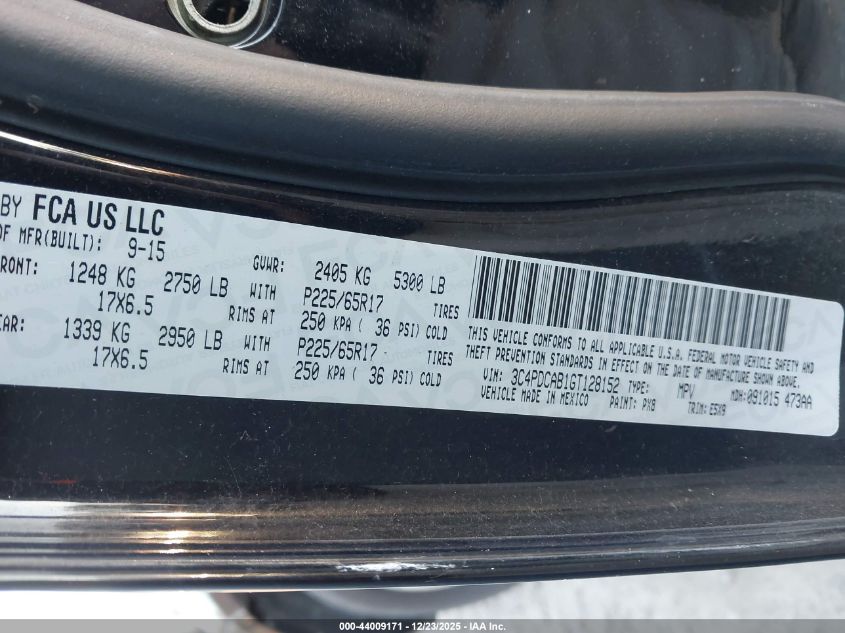 BY FCA US LLC
OF MFR(BUILT): 9-15 GVWR: 2405 KG 5300 LB
RONT: 1248 KG 2750 LB WITH P225/65R17 TIRES
17X6.5 RIMS AT 250 KPA ( 36 PSI) COLD
EAR: 1339 KG 2950 LB WITH P225/65R17 TIRES
17X6.5 RIMS AT 250 KPA ( 36 PSI) COLD
THIS VEHICLE CONFORMS TO ALL APPLICABLE U.S.A. FEDERAL MOTOR VEHICLE SAFETY AND
THEFT PREVENTION STANDARDS IN EFFECT ON THE DATE OF MANUFACTURE SHOWN ABOVE.
VIN: 3C4PDCAB1GT128152 TYPE: MPV MDH:091015 473AA
VEHICLE MADE IN MEXICO PAINT: PX8 TRIM: E5X9
000-44009171 - 12/23/2025 - IAA Inc.